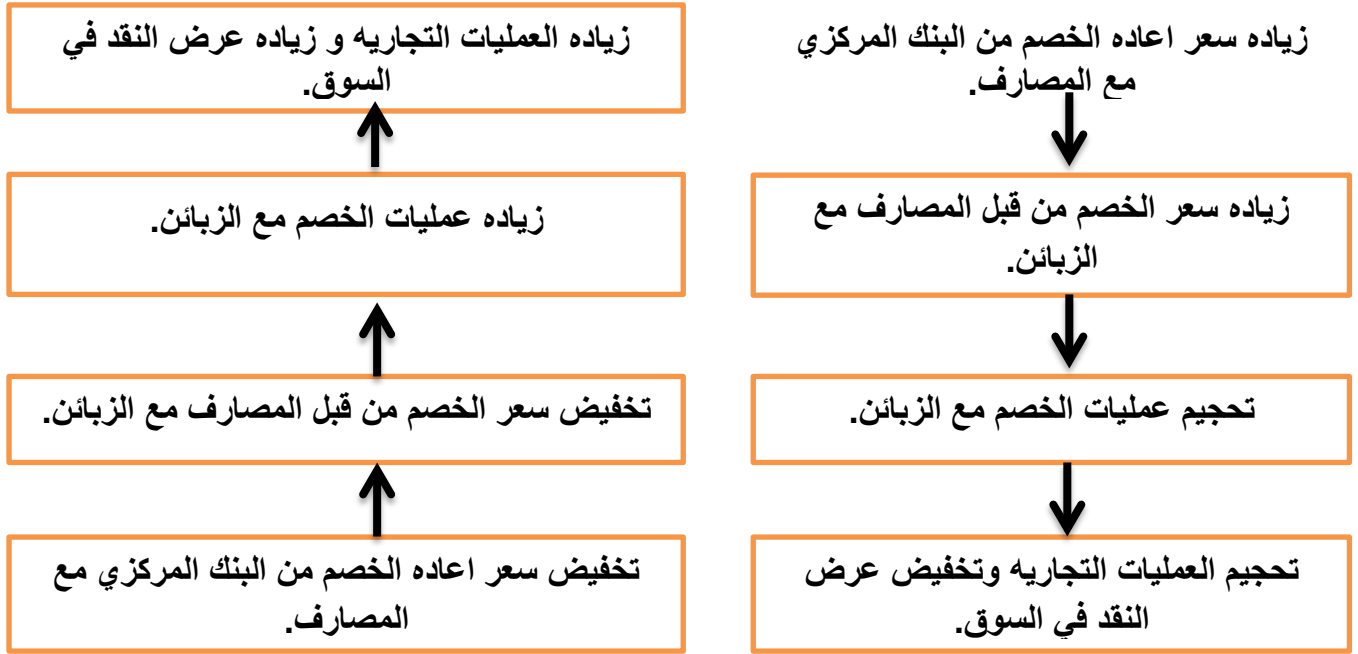 زياده سعر اعاده الخصم من البنك المركزي
مع المصارف.
زياده سعر الخصم من قبل المصارف مع
الزبائن.
تحجيم عمليات الخصم مع الزبائن.
تحجيم العمليات التجاريه وتخفيض عرض
النقد في السوق.
زياده العمليات التجاريه و زياده عرض النقد في
السوق.
زياده عمليات الخصم مع الزبائن.
تخفيض سعر الخصم من قبل المصارف مع الزبائن.
تخفيض سعر اعاده الخصم من البنك المركزي مع
المصارف.